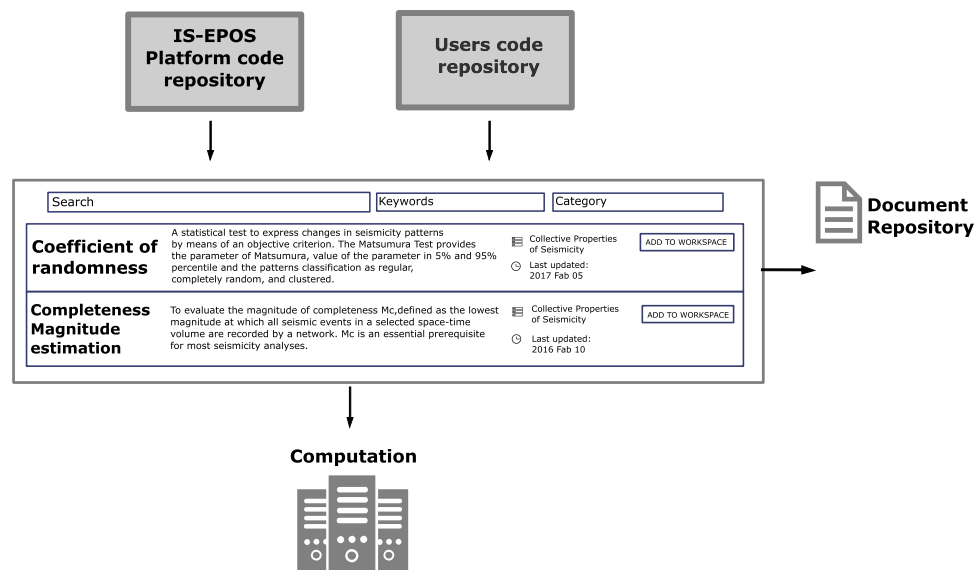 IS-EPOS
Platform code
repository
Users code
repository
Search
Keywords
Category
Coefficient of
randomness
A statistical test to express changes in seismicity patterns
by means of an objective criterion. The Matsumura Test provides
the parameter of Matsumura, value of the parameter in 5% and 95%
percentile and the patterns classification as regular,
completely random, and clustered.
Collective Properties
of Seismicity
Last updated:
2017 Fab 05
ADD TO WORKSPACE
Completeness
Magnitude
estimation
To evaluate the magnitude of completeness Mc,defined as the lowest
magnitude at which all seismic events in a selected space-time
volume are recorded by a network. Mc is an essential prerequisite
for most seismicity analyses.
Collective Properties
of Seismicity
Last updated:
2016 Fab 10
ADD TO WORKSPACE
Document
Repository
Computation